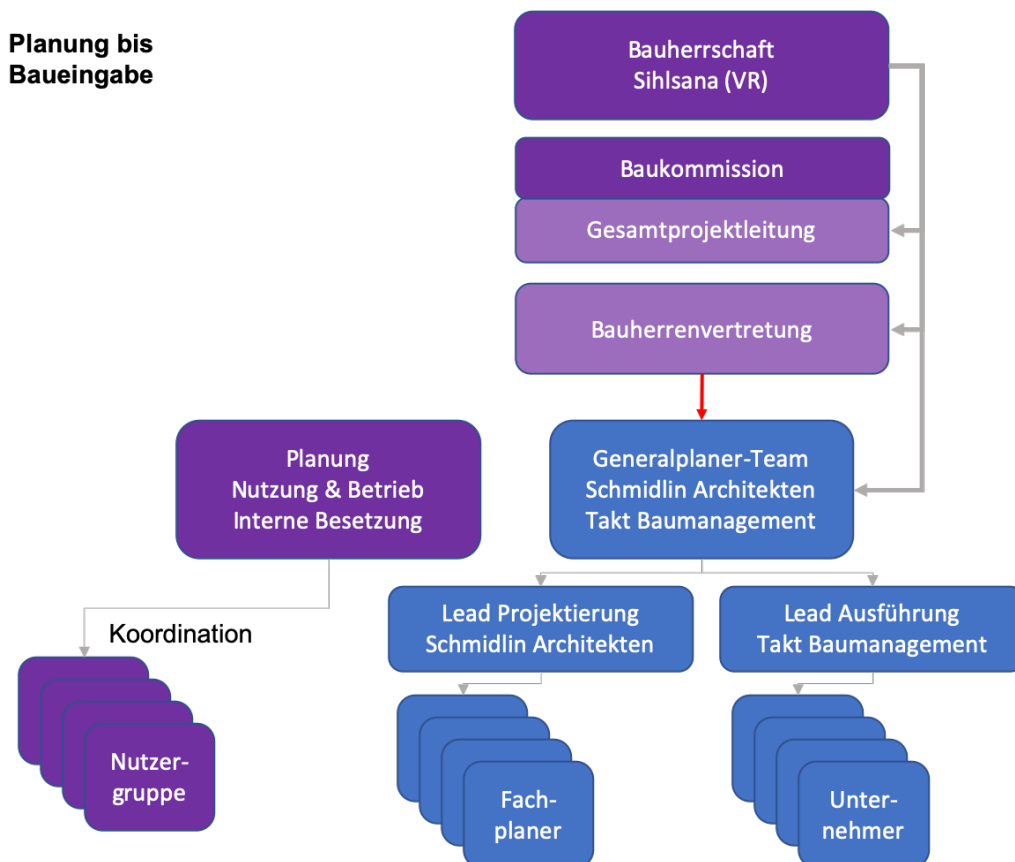 Planung bis
Baueingabe
Bauherrschaft
Sihlsana (VR)
Baukommission
Gesamtprojektleitung
Bauherrenvertretung
Planung
Nutzung & Betrieb
Interne Besetzung
Generalplaner-Team
Schmidlin Architekten
Takt Baumanagement
Koordination
Lead Projektierung
Schmidlin Architekten
Lead Ausführung
Takt Baumanagement
Nutzer-
gruppe
Fach-
planer
Unter-
nehmer